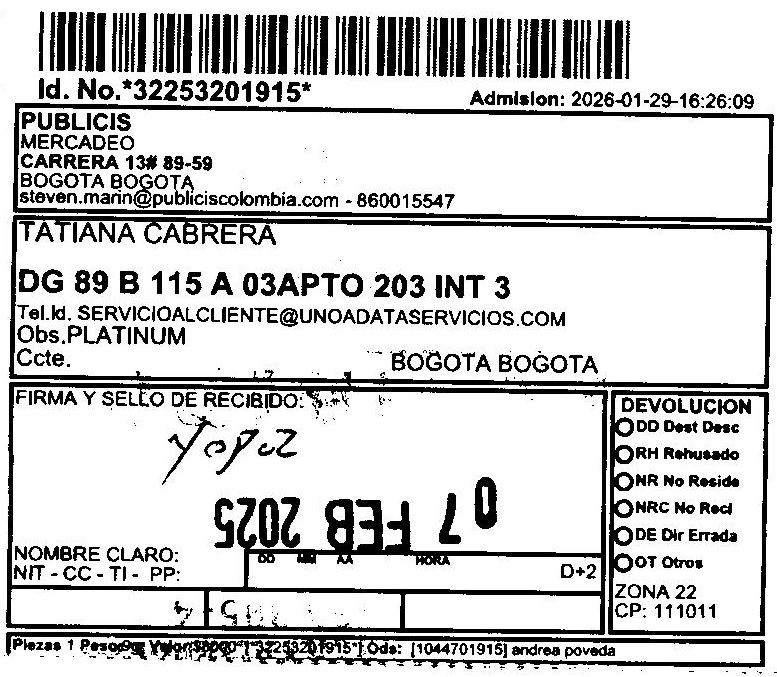 Id. No.*32253201915*
Admision: 2026-01-29-16:26:09
PUBLICIS
MERCADEO
CARRERA 13# 89-59
BOGOTA BOGOTA
steven.marin@publiciscolombia.com - 860015547
TATIANA CABRERA
DG 89 B 115 A 03APTO 203 INT 3
Tel.Id. SERVICIOALCLIENTE@UNOADATASERVICIOS.COM
Obs.PLATINUM
Ccte.
BOGOTA BOGOTA
FIRMA Y SELLO DE RECIBIDO:
07 FEB 2025
NOMBRE CLARO:
NIT - CC - TI - PP:
DD MM AA HORA
D+2
DEVOLUCION
DD Dest Desc
RH Rehusado
NR No Reside
NRC No Recl
DE Dir Errada
OT Otros
ZONA 22
CP: 111011
Piezas 1 *32253201915* Ods: [1044701915] andrea poveda